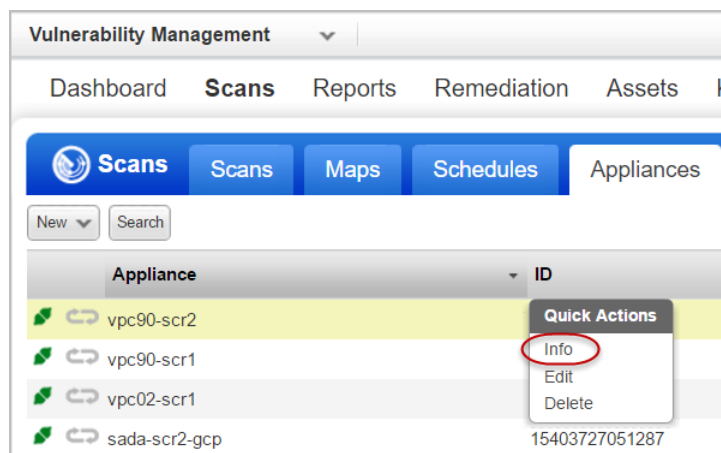 Vulnerability Management
Dashboard Scans Reports Remediation Assets
Scans Scans Maps Schedules Appliances
New Search
Appliance ID
vpc90-scr2
Quick Actions
vpc90-scr1
Info
Edit
vpc02-scr1
Delete
sada-scr2-gcp 15403727051287